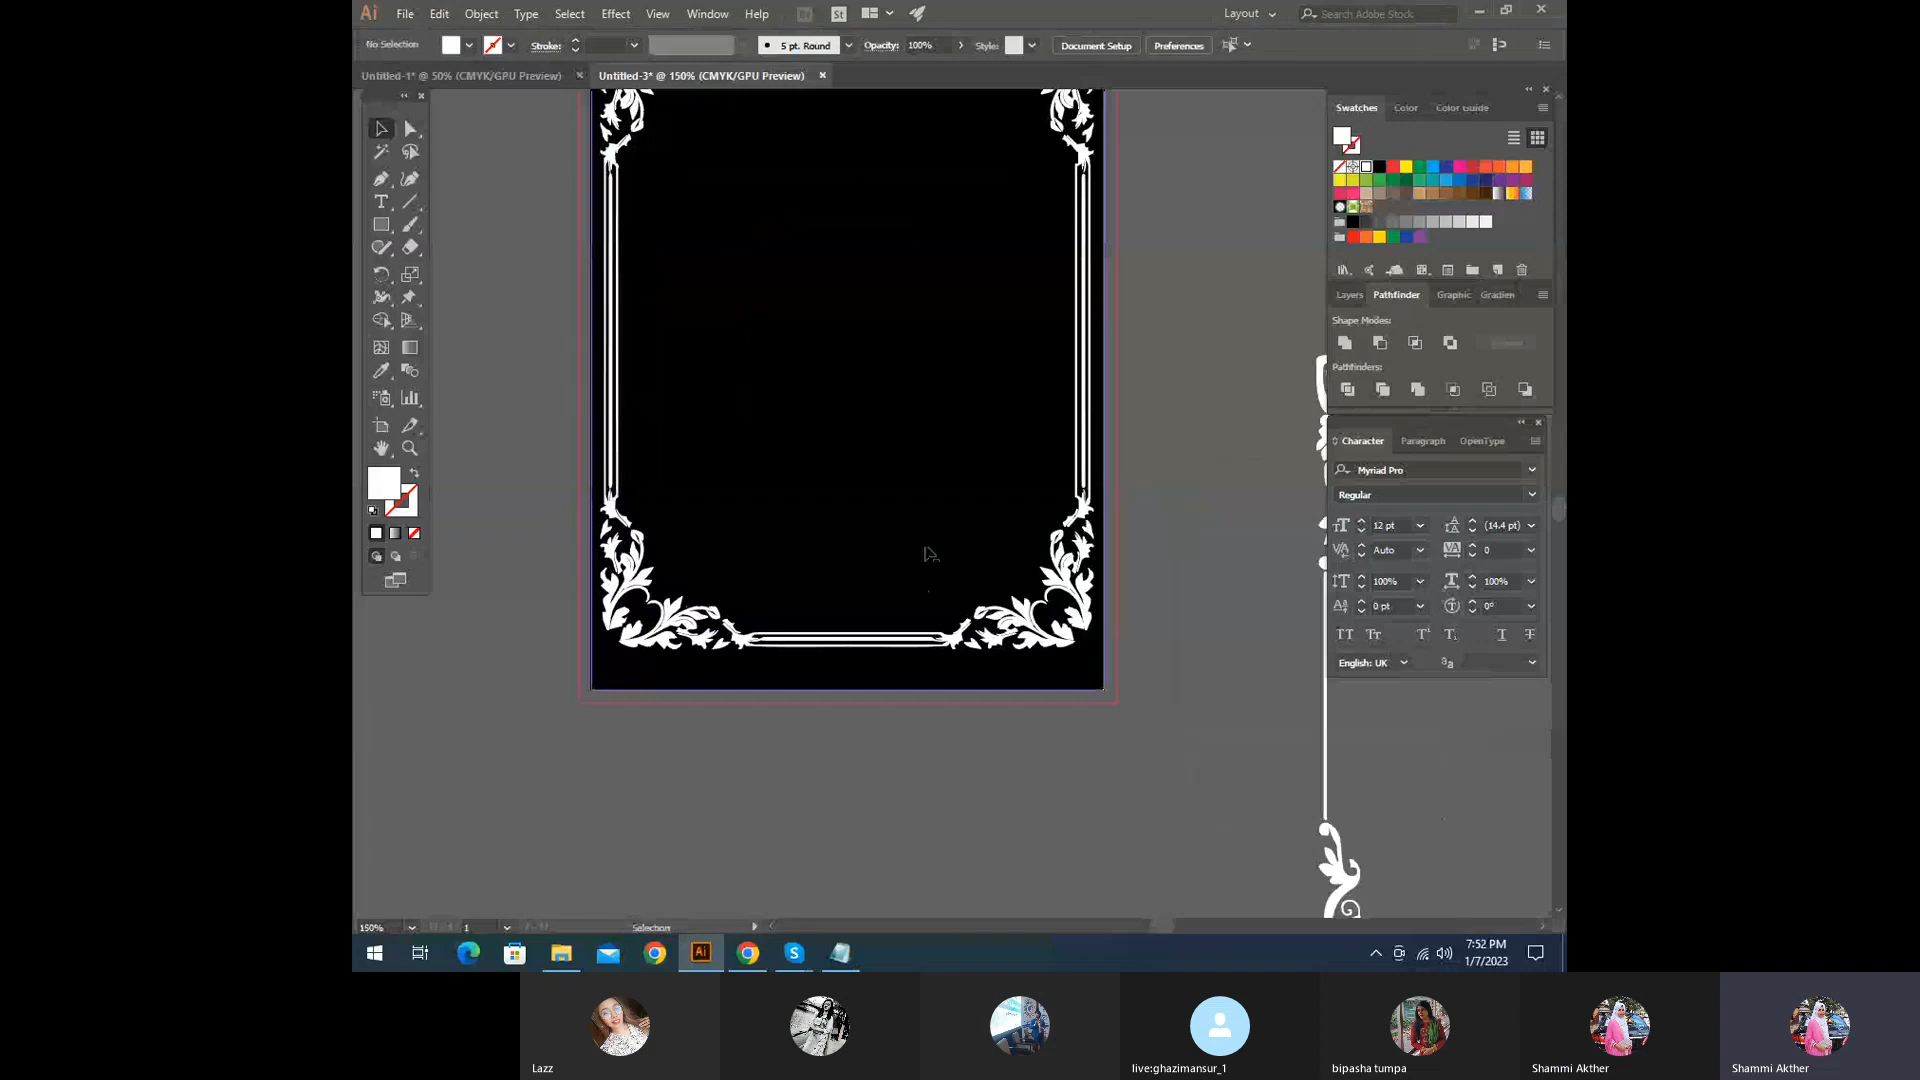 Ai File Edit Object Type Select Effect View Window Help Br St Layout Search Adobe Stock
No Selection Stroke: 5 pt. Round Opacity: 100% Style: Document Setup Preferences
Untitled-1* @ 50% (CMYK/GPU Preview) Untitled-3* @ 150% (CMYK/GPU Preview)
Swatches Color Color Guide
Layers Pathfinder Graphic Gradien
Shape Modes:
Pathfinders:
Character Paragraph OpenType
Myriad Pro
Regular
12 pt (14.4 pt)
Auto 0
100% 100%
0 pt 0°
English: UK
150% 1 Selection
7:52 PM
1/7/2023
Lazz live:ghazimansur_1 bipasha tumpa Shammi Akther Shammi Akther